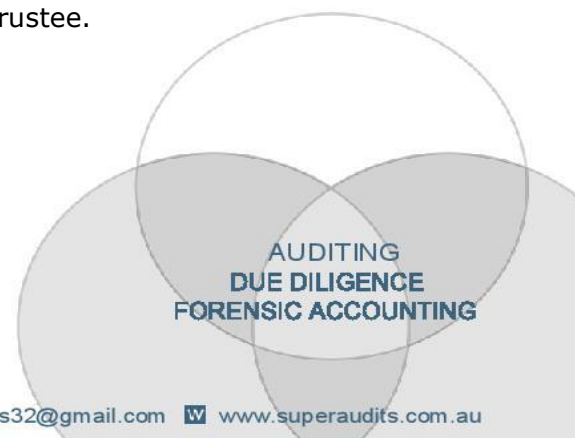 rustee.
AUDITING
DUE DILIGENCE
FORENSIC ACCOUNTING
s32@gmail.com W www.superaudits.com.au